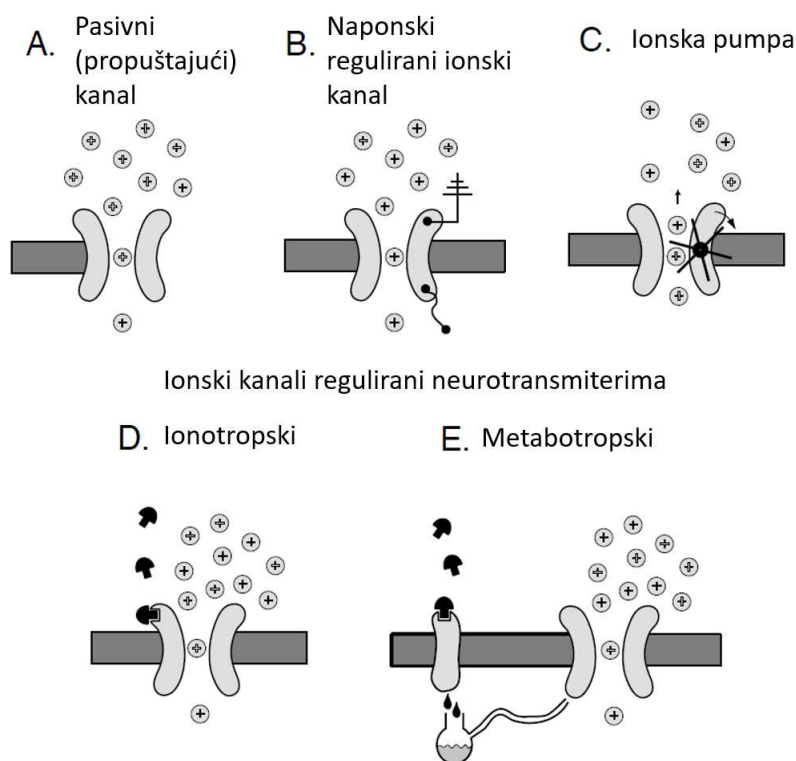 A. Pasivni
(propuštajući)
kanal
B. Naponski
regulirani ionski
kanal
C. Ionska pumpa
Ionski kanali regulirani neurotransmiterima
D. Ionotropski
E. Metabotropski